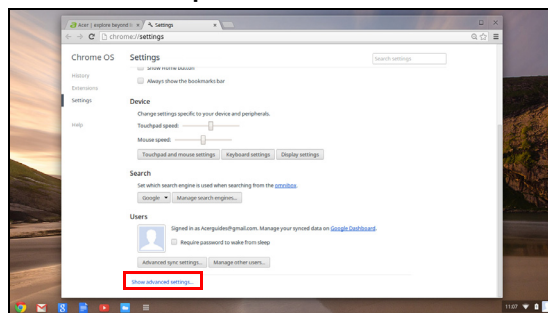 Acer | explore beyond li
Settings
chrome://settings
Chrome OS
Settings
Search settings
History
Extensions
Settings
Help
Show Home button
Always show the bookmarks bar
Device
Change settings specific to your device and peripherals.
Touchpad speed:
Mouse speed:
Touchpad and mouse settings
Keyboard settings
Display settings
Search
Set which search engine is used when searching from the omnibox.
Google
Manage search engines...
Users
Signed in as Acerguides@gmail.com. Manage your synced data on Google Dashboard.
Require password to wake from sleep
Advanced sync settings...
Manage other users...
Show advanced settings...
11:07